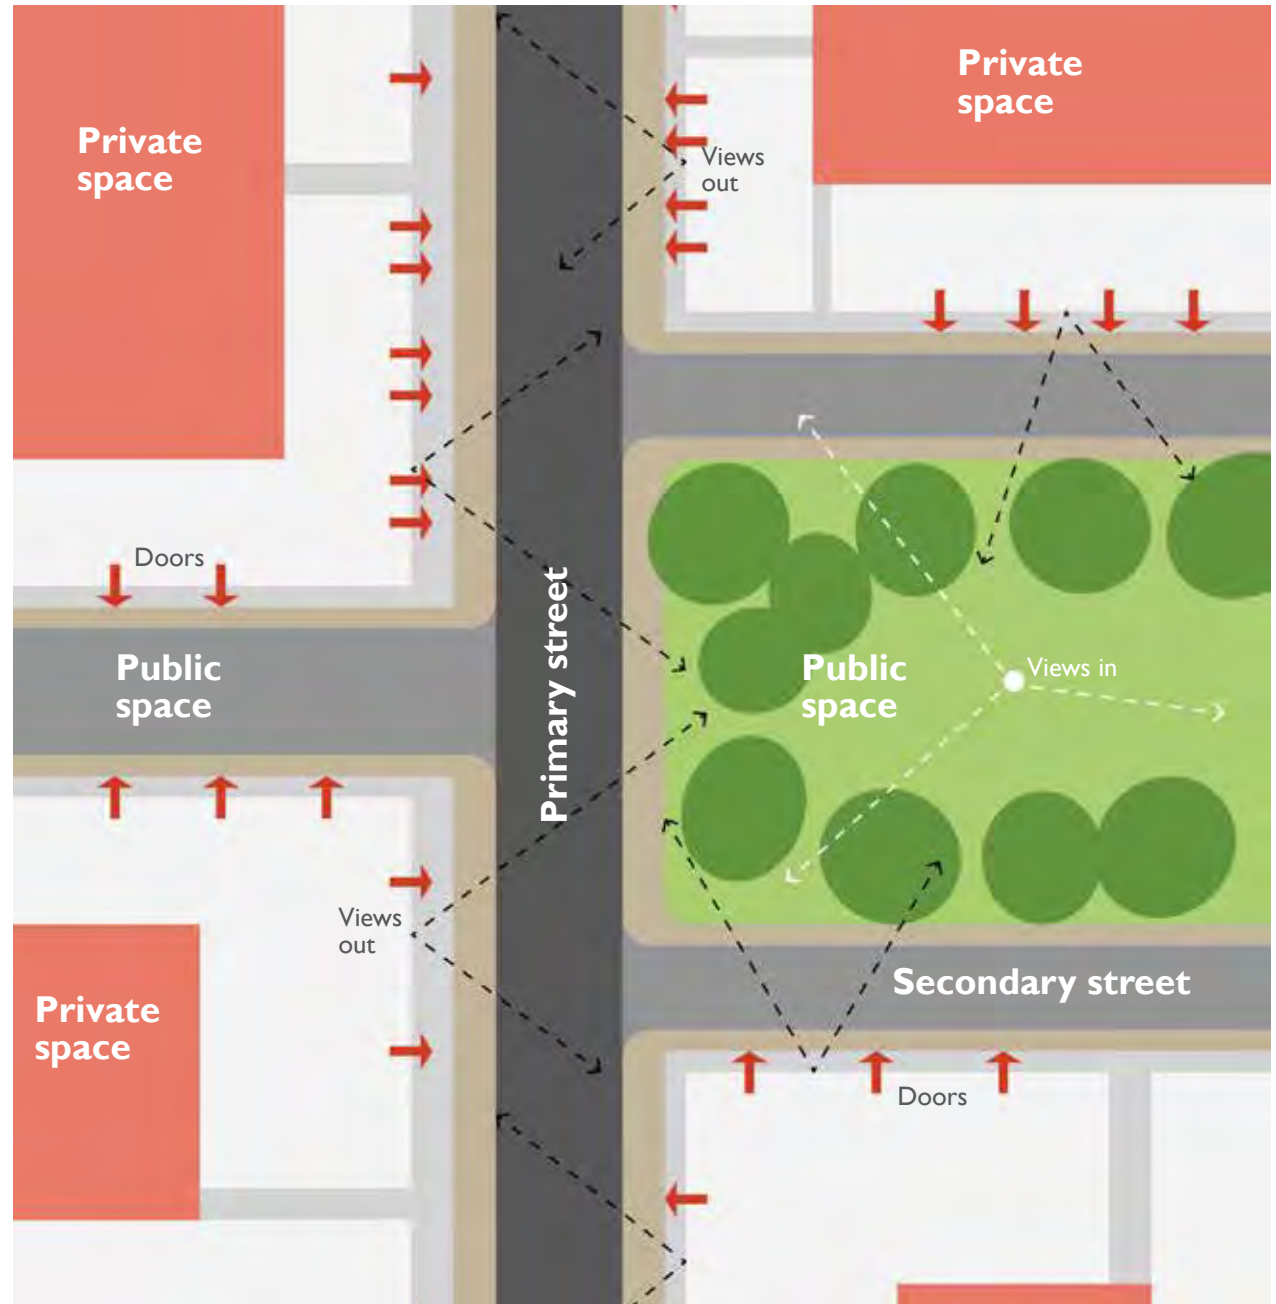 Private
space
Private
space
Views
out
Doors
Primary street
Public
space
Public
space
Views in
Views
out
Secondary street
Private
space
Doors